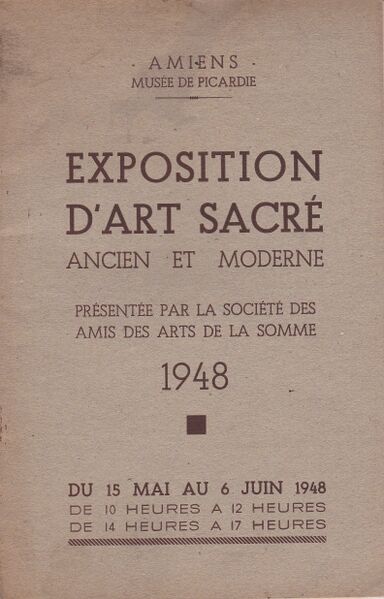 · AMIENS ·
MUSÉE DE PICARDIE
EXPOSITION
D'ART SACRÉ
ANCIEN ET MODERNE
PRÉSENTÉE PAR LA SOCIÉTÉ DES
AMIS DES ARTS DE LA SOMME
1948
DU 15 MAI AU 6 JUIN 1948
DE 10 HEURES A 12 HEURES
DE 14 HEURES A 17 HEURES